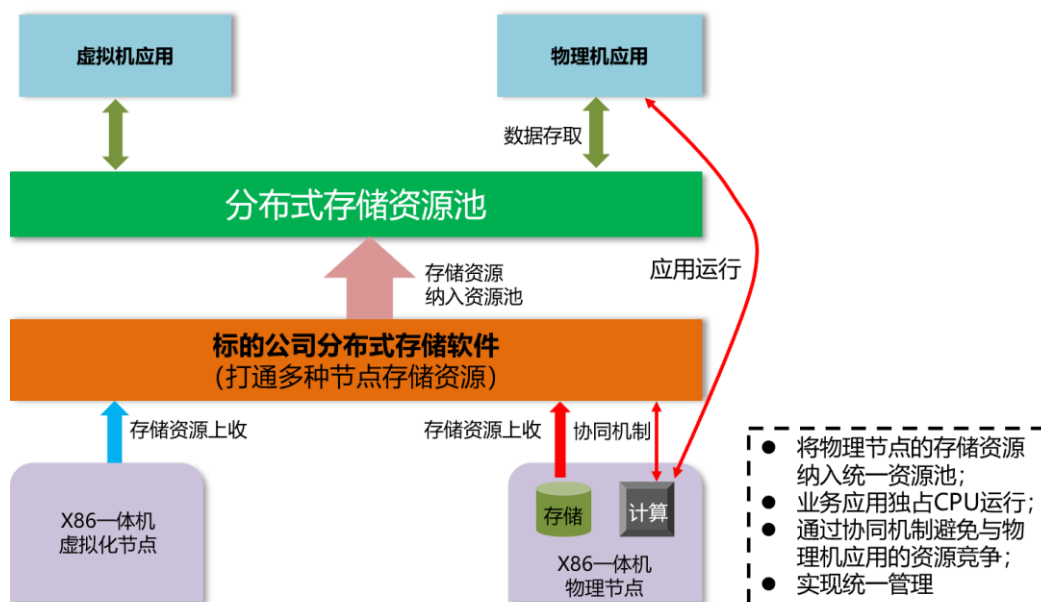 虚拟机应用
物理机应用
数据存取
分布式存储资源池
存储资源
纳入资源池
应用运行
标的公司分布式存储软件
（打通多种节点存储资源）
存储资源上收
存储资源上收
协同机制
X86一体机
虚拟化节点
存储
计算
X86一体机
物理节点
● 将物理节点的存储资源
纳入统一资源池；
● 业务应用独占CPU运行；
● 通过协同机制避免与物
理机应用的资源竞争；
● 实现统一管理